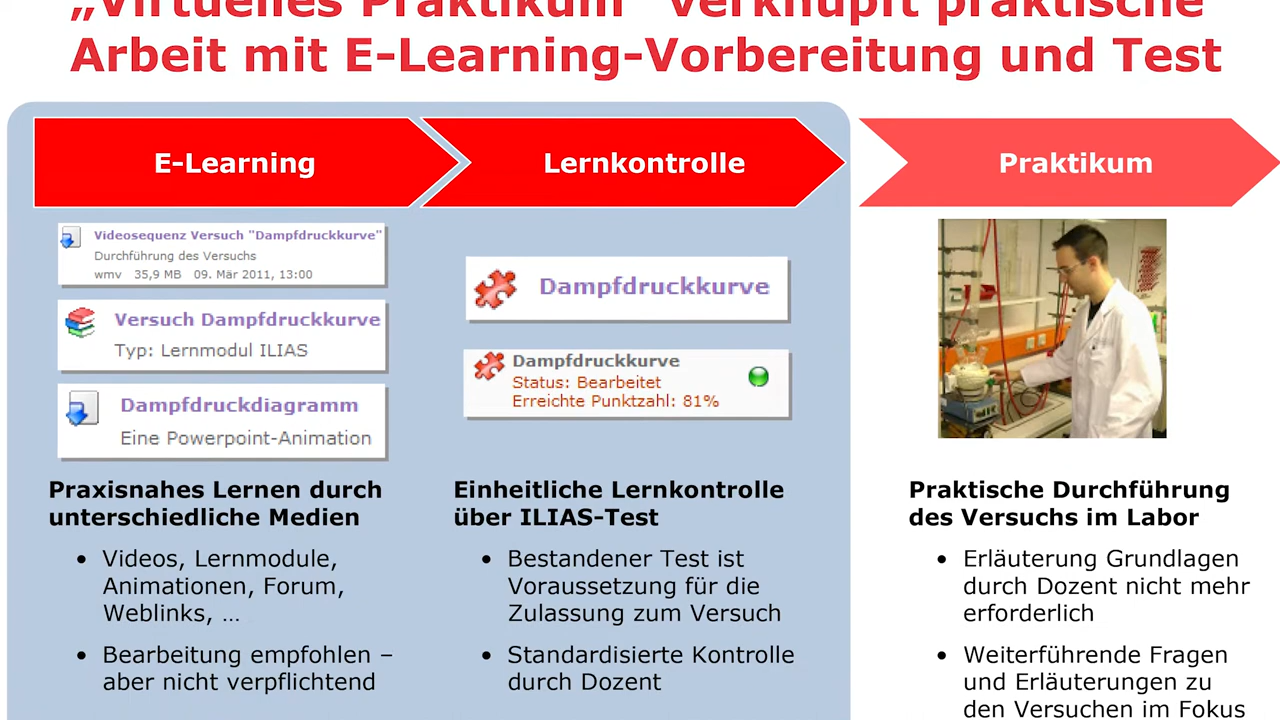 „Virtuelles Praktikum“ verknüpft praktische
Arbeit mit E-Learning-Vorbereitung und Test
E-Learning
Lernkontrolle
Praktikum
Videosequenz Versuch "Dampfdruckkurve"
Durchführung des Versuchs
wmv 35,9 MB 09. Mär 2011, 13:00
Versuch Dampfdruckkurve
Typ: Lernmodul ILIAS
Dampfdruckdiagramm
Eine Powerpoint-Animation
Dampfdruckkurve
Dampfdruckkurve
Status: Bearbeitet
Erreichte Punktzahl: 81%
Praxisnahes Lernen durch
unterschiedliche Medien
• Videos, Lernmodule,
Animationen, Forum,
Weblinks, …
• Bearbeitung empfohlen –
aber nicht verpflichtend
Einheitliche Lernkontrolle
über ILIAS-Test
• Bestandener Test ist
Voraussetzung für die
Zulassung zum Versuch
• Standardisierte Kontrolle
durch Dozent
Praktische Durchführung
des Versuchs im Labor
• Erläuterung Grundlagen
durch Dozent nicht mehr
erforderlich
• Weiterführende Fragen
und Erläuterungen zu
den Versuchen im Fokus